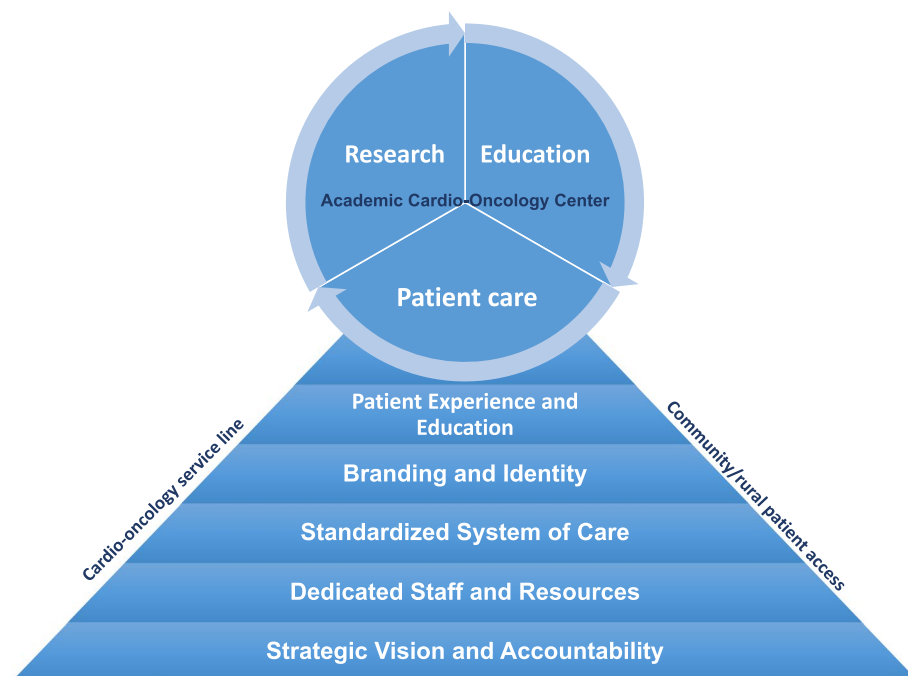 Research
Education
Academic Cardio-Oncology Center
Patient care
Patient Experience and
Education
Branding and Identity
Standardized System of Care
Dedicated Staff and Resources
Strategic Vision and Accountability
Cardio-oncology service line
Community/rural patient access